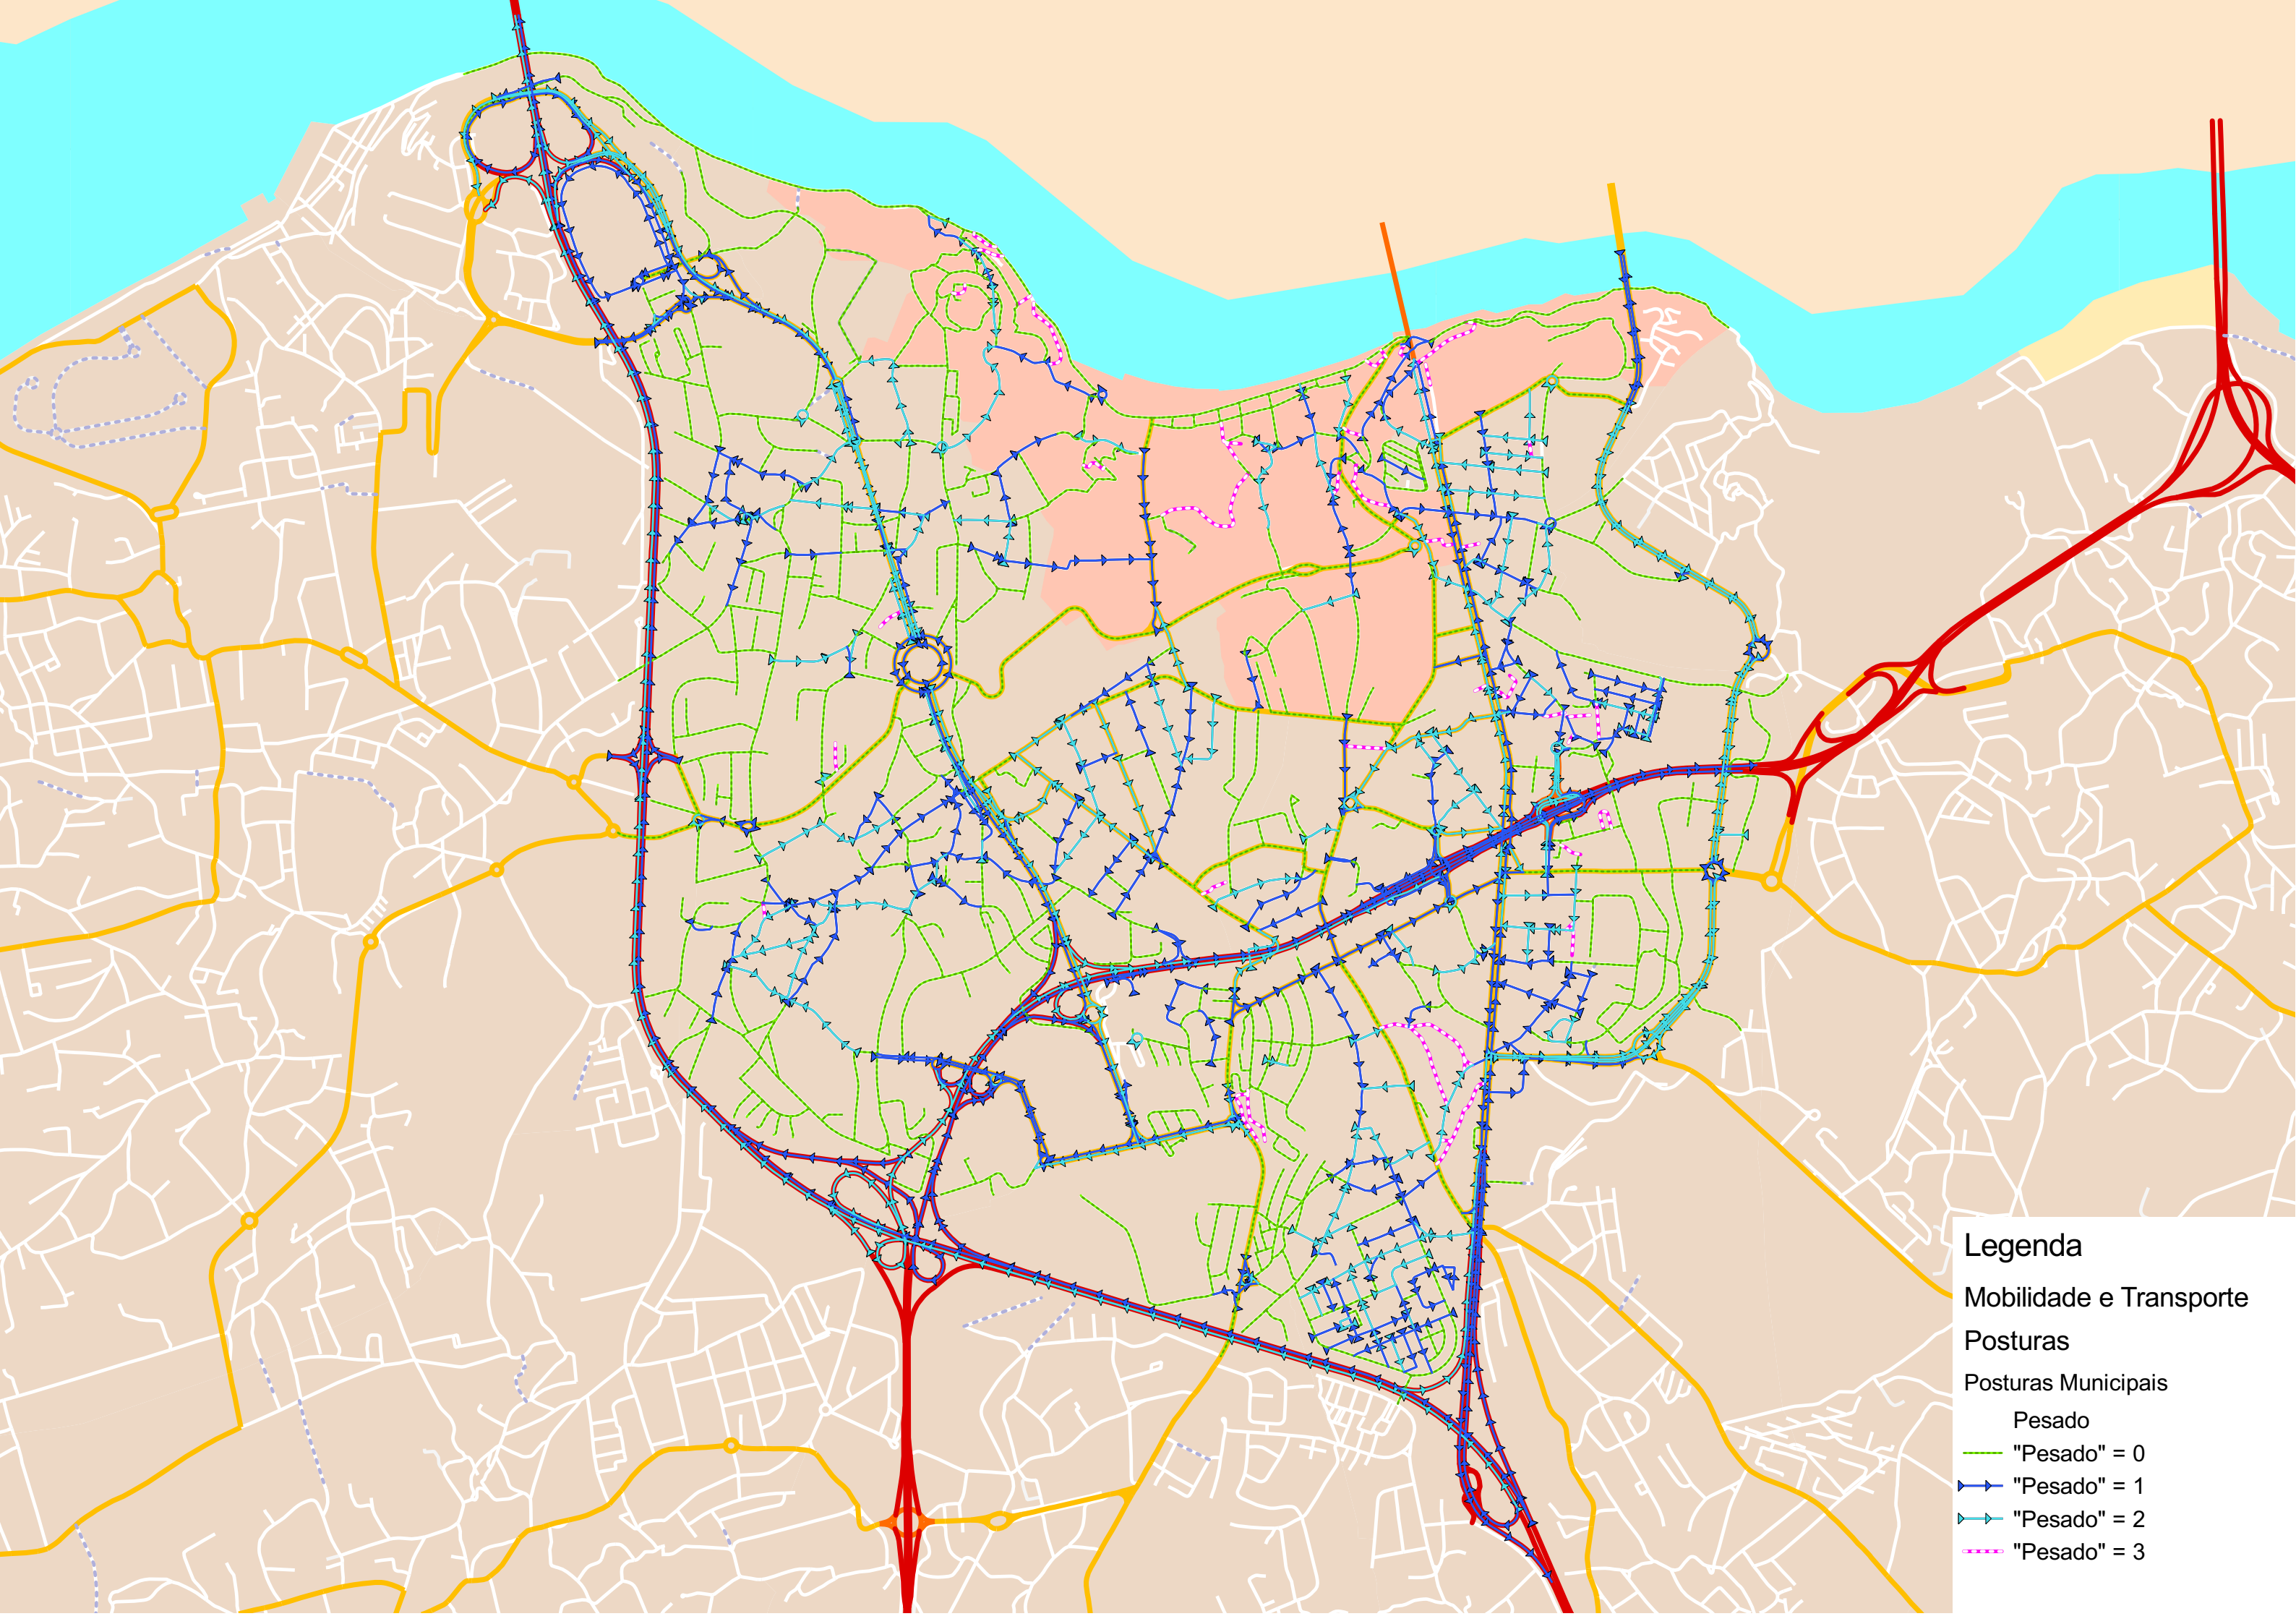 Legenda
Mobilidade e Transporte
Posturas
Posturas Municipais
Pesado
"Pesado" = 0
"Pesado" = 1
"Pesado" = 2
"Pesado" = 3